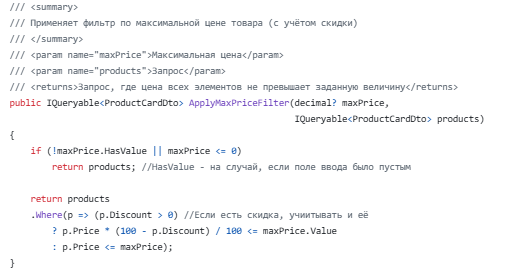 /// <summary>
/// Применяет фильтр по максимальной цене товара (с учётом скидки)
/// </summary>
/// <param name="maxPrice">Максимальная цена</param>
/// <param name="products">Запрос</param>
/// <returns>Запрос, где цена всех элементов не превышает заданную величину</returns>
public IQueryable<ProductCardDto> ApplyMaxPriceFilter(decimal? maxPrice,
IQueryable<ProductCardDto> products)
{
if (!maxPrice.HasValue || maxPrice <= 0)
return products; //HasValue - на случай, если поле ввода было пустым
return products
.Where(p => (p.Discount > 0) //Если есть скидка, учиитывать и её
? p.Price * (100 - p.Discount) / 100 <= maxPrice.Value
: p.Price <= maxPrice);
}